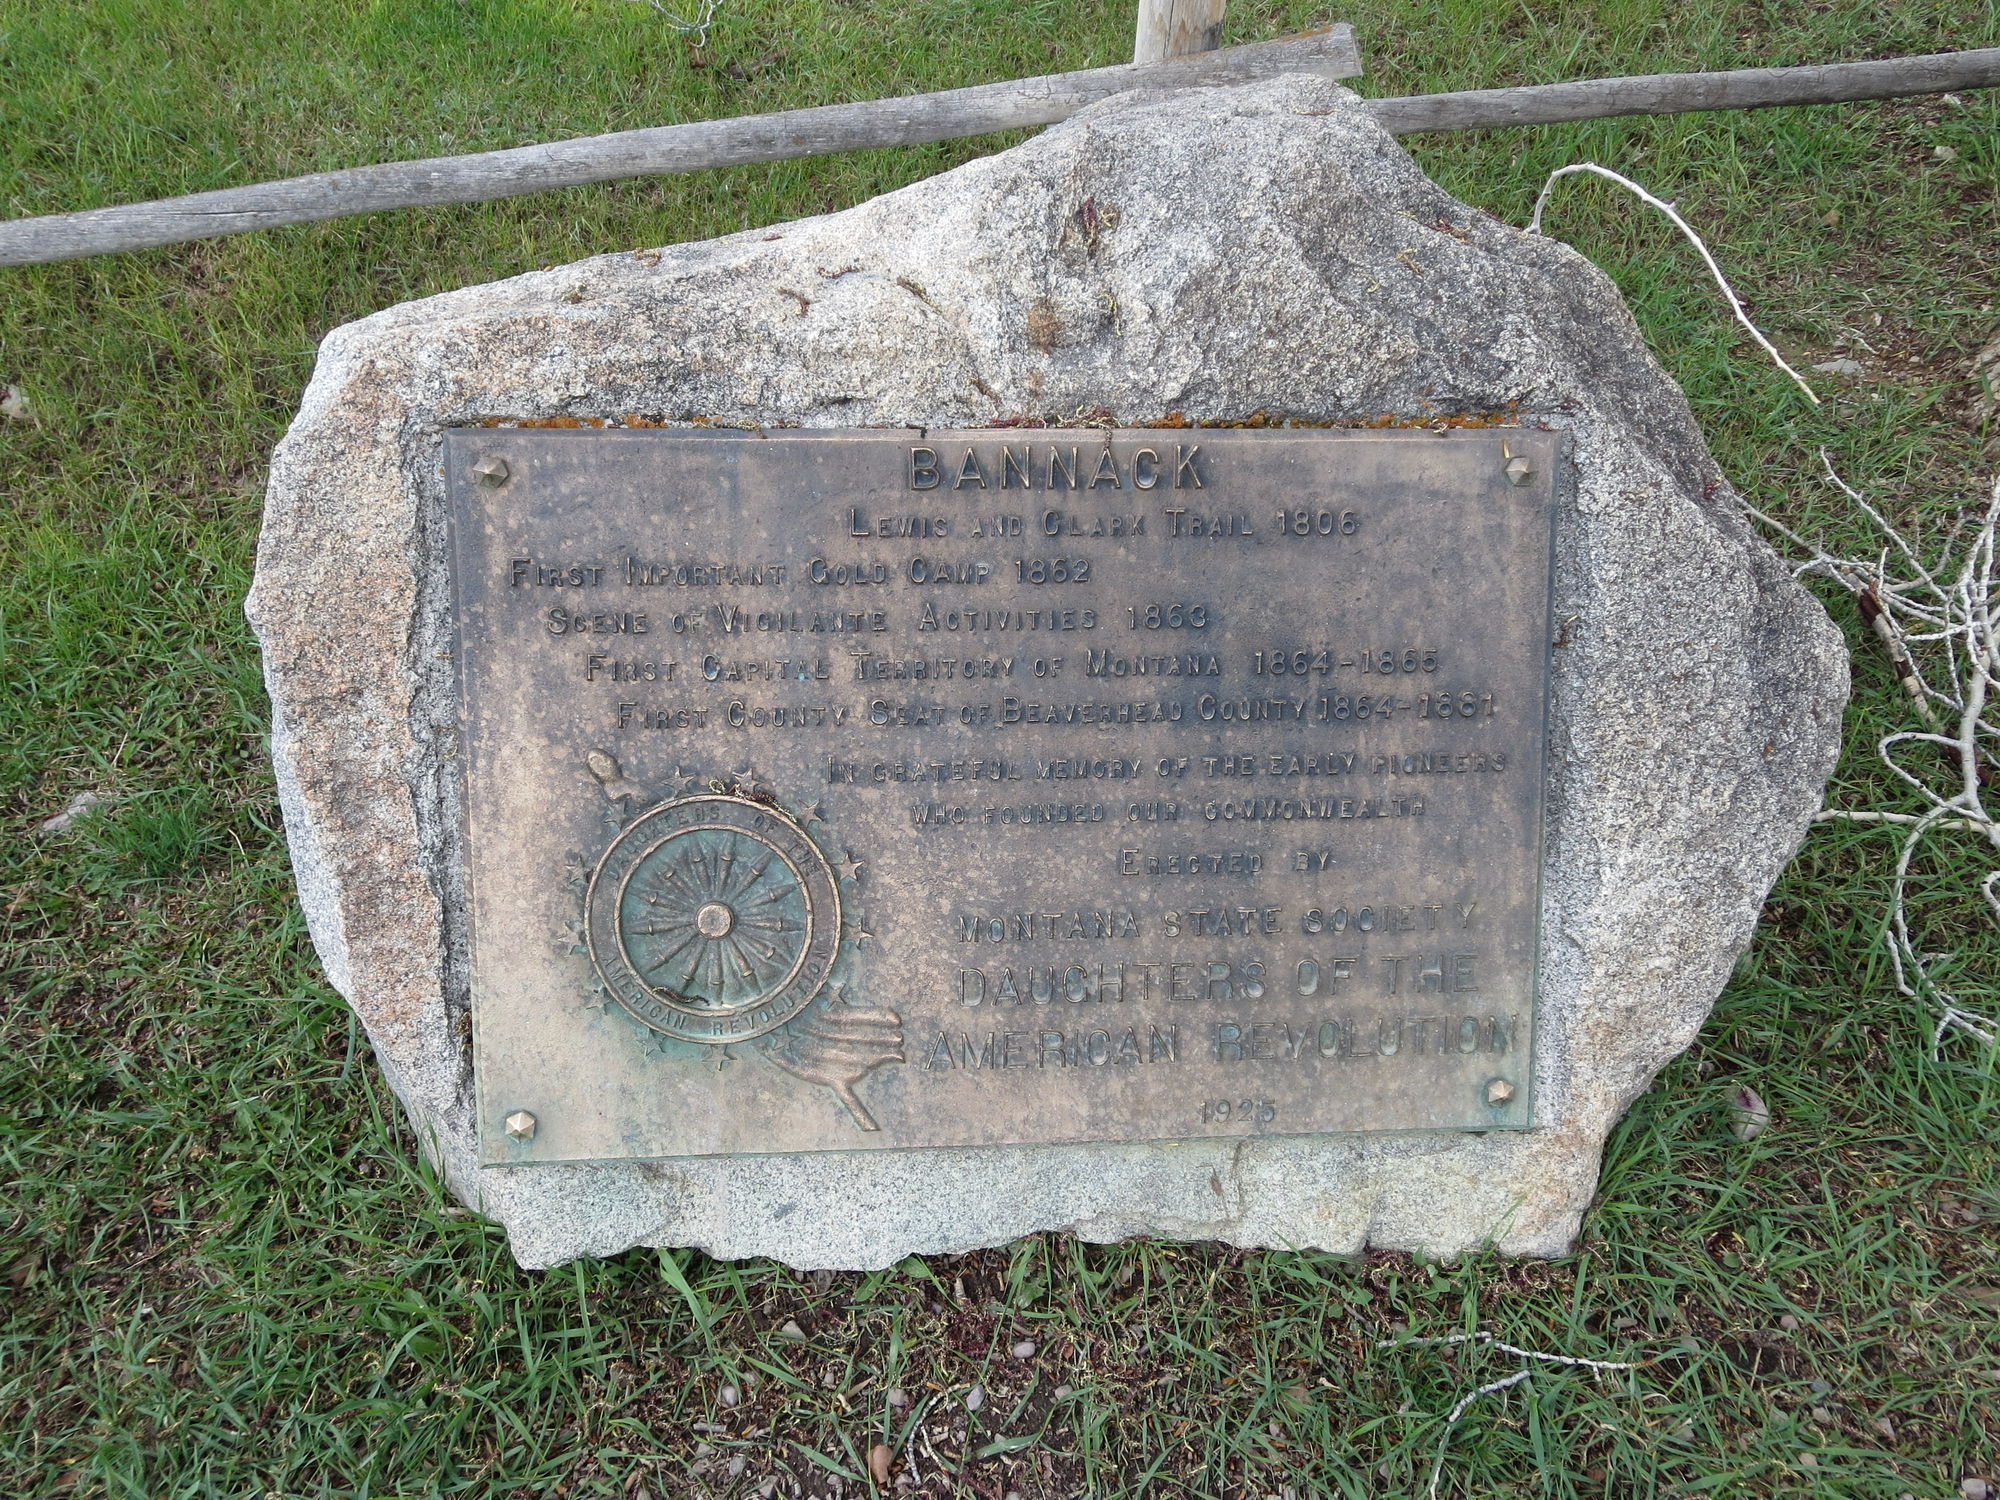 BANNACK
LEWIS AND CLARK TRAIL 1806
FIRST IMPORTANT GOLD CAMP 1862
SCENE OF VIGILANTE ACTIVITIES 1863
FIRST CAPITAL TERRITORY OF MONTANA 1864-1865
FIRST COUNTY SEAT OF BEAVERHEAD COUNTY 1864-1881
IN GRATEFUL MEMORY OF THE EARLY PIONEERS
WHO FOUNDED OUR COMMONWEALTH
ERECTED BY
MONTANA STATE SOCIETY
DAUGHTERS OF THE
AMERICAN REVOLUTION
1925
DAUGHTERS OF THE
AMERICAN REVOLUTION